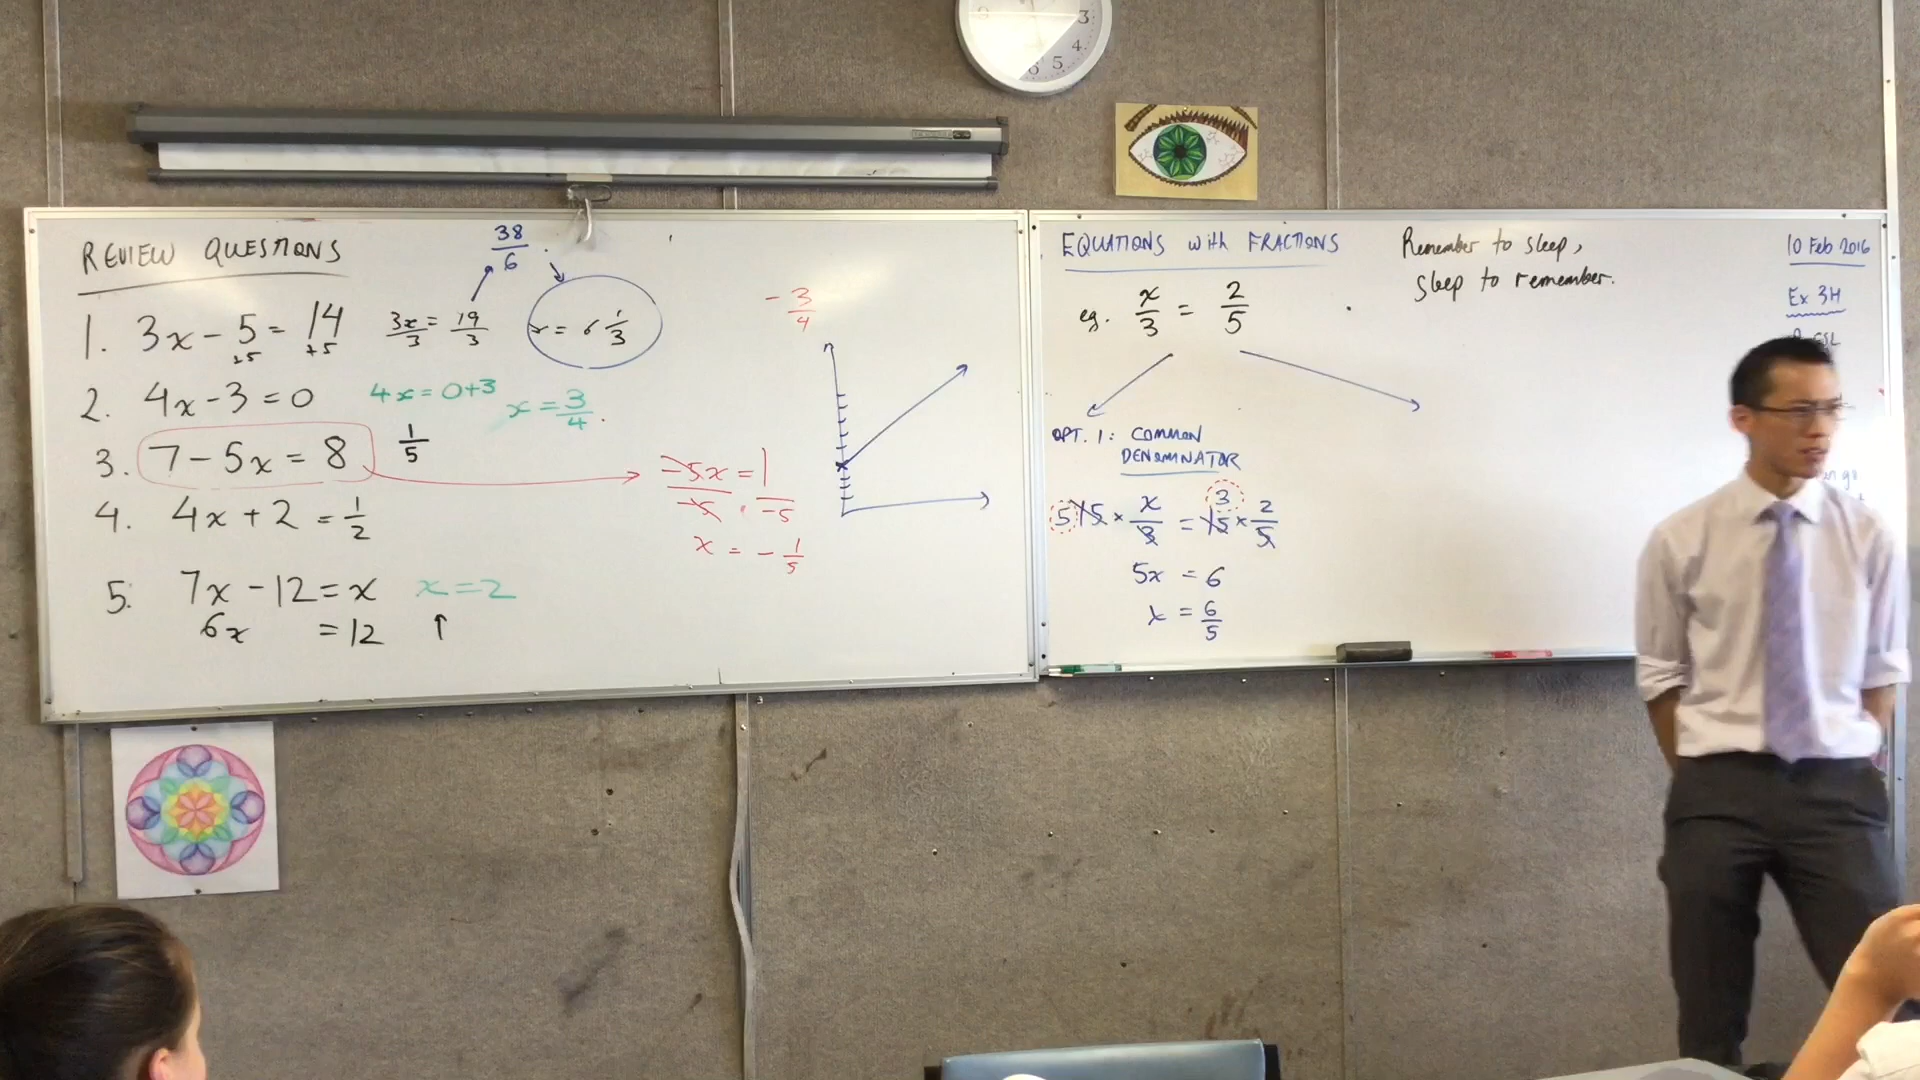 REVIEW QUESTIONS
1. 3x - 5 = 14
+5 +5
3x/3 = 19/3
38/6
x = 6 1/3
2. 4x - 3 = 0
4x = 0+3
x = 3/4
3. 7 - 5x = 8
1/5
4. 4x + 2 = 1/2
5. 7x - 12 = x
x = 2
6x = 12
- 3/4
-5x = 1
-5 -5
x = - 1/5
EQUATIONS with FRACTIONS
eg. x/3 = 2/5
OPT. 1: COMMON
DENOMINATOR
5 15 × x/3 = 3 15 × 2/5
5x = 6
x = 6/5
Remember to sleep,
sleep to remember.
10 Feb 2016
Ex 3H
3
4
5
6